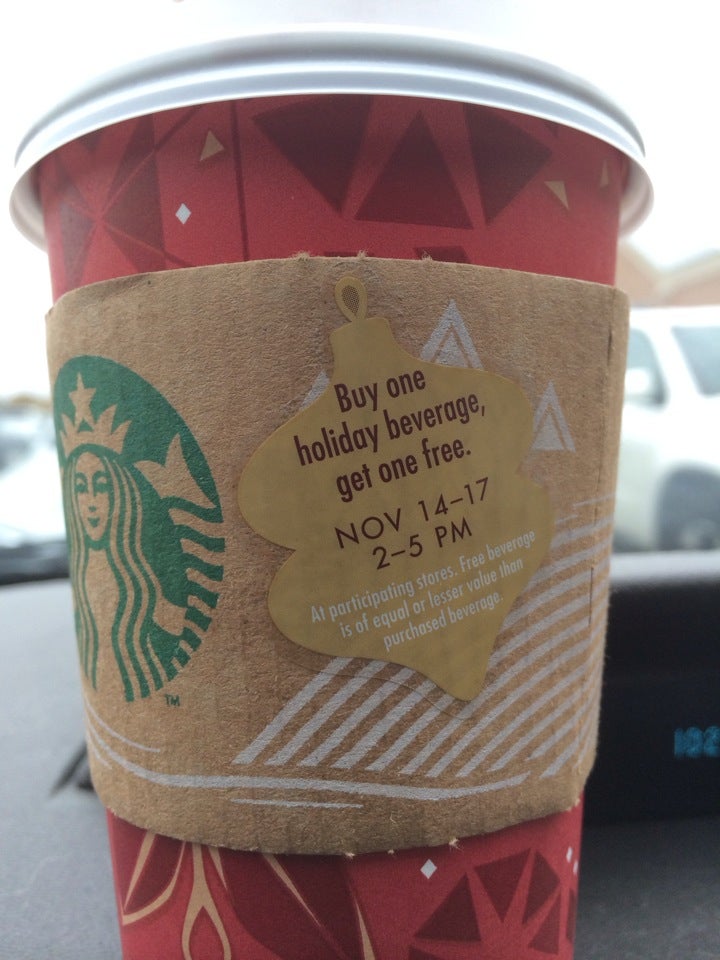 Buy one
holiday beverage,
get one free.
NOV 14–17
2–5 PM
At participating stores. Free beverage
is of equal or lesser value than
purchased beverage.
TM